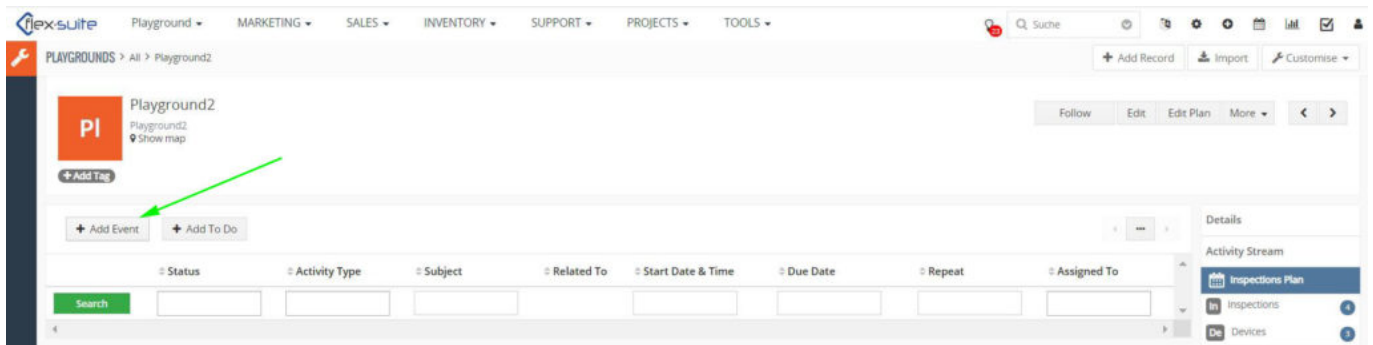 flex-suite Playground MARKETING SALES INVENTORY SUPPORT PROJECTS TOOLS 23 Suche
PLAYGROUNDS > All > Playground2 + Add Record Import Customise
Pl Playground2 Follow Edit Edit Plan More
Playground2
Show map
+ Add Tag
+ Add Event + Add To Do ••• Details
Activity Stream
Status Activity Type Subject Related To Start Date & Time Due Date Repeat Assigned To
Inspections Plan
Search In Inspections 4
De Devices 3